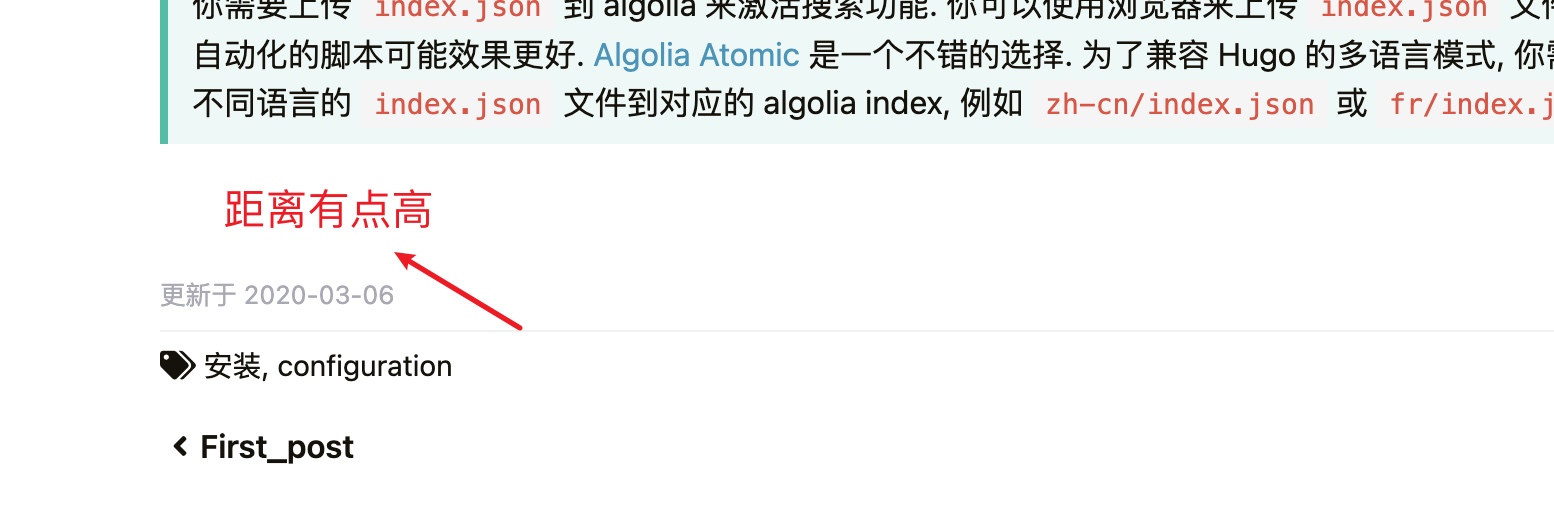 你需要上传 index.json 到 algolia 来激活搜索功能. 你可以使用浏览器来上传 index.json 文件
自动化的脚本可能效果更好. Algolia Atomic 是一个不错的选择. 为了兼容 Hugo 的多语言模式, 你需
不同语言的 index.json 文件到对应的 algolia index, 例如 zh-cn/index.json 或 fr/index.j
距离有点高
更新于 2020-03-06
安装, configuration
First_post